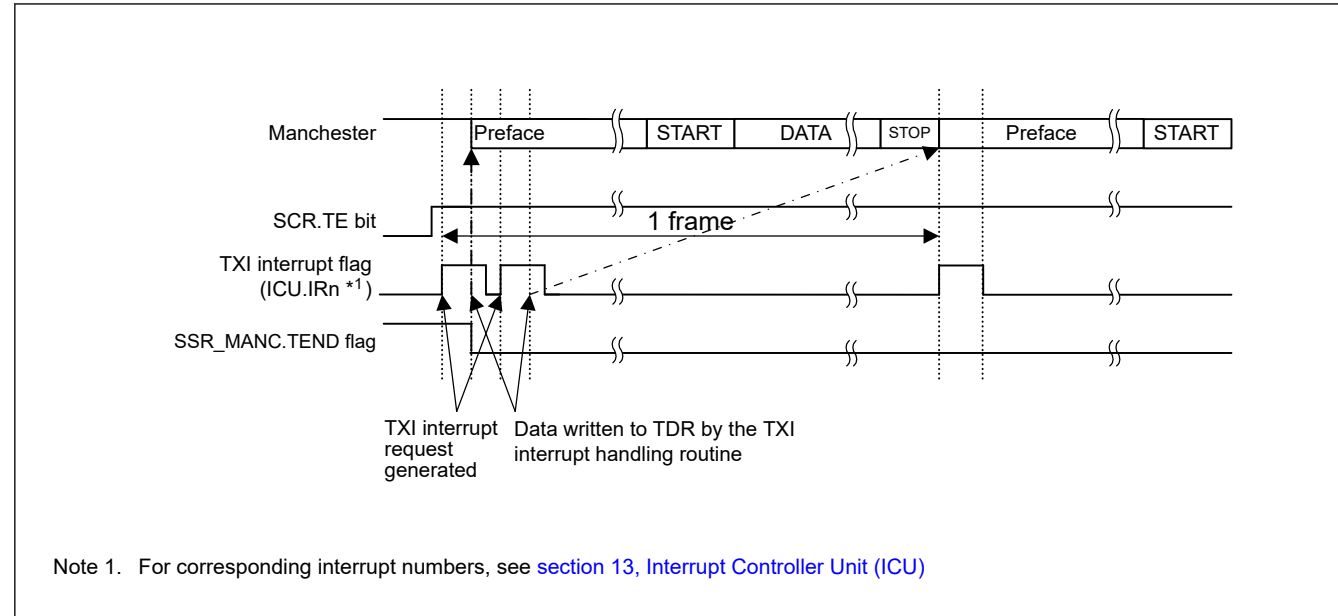 Manchester
Preface
START
DATA
STOP
Preface
START
SCR.TE bit
1 frame
TXI interrupt flag
(ICU.IRn *1)
SSR_MANC.TEND flag
TXI interrupt
request
generated
Data written to TDR by the TXI
interrupt handling routine
Note 1. For corresponding interrupt numbers, see section 13, Interrupt Controller Unit (ICU)